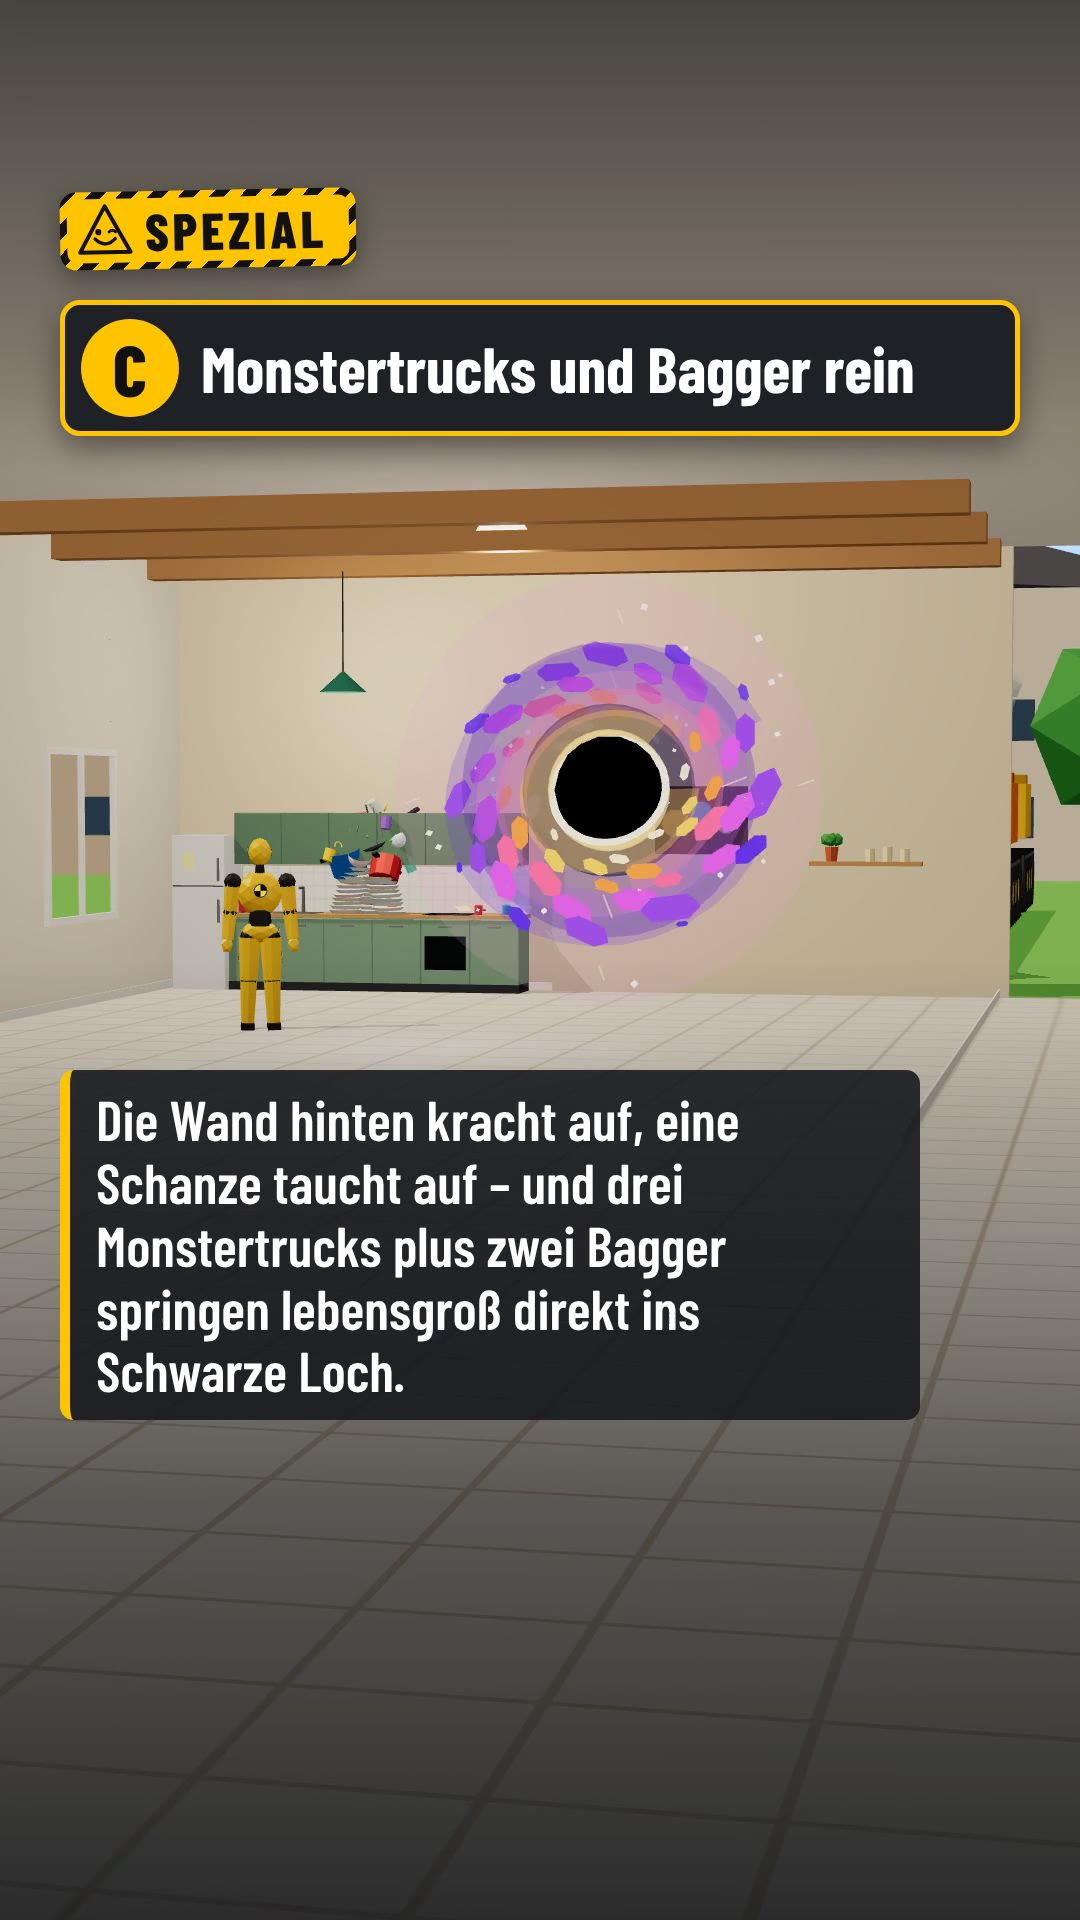 SPEZIAL
C Monstertrucks und Bagger rein
Die Wand hinten kracht auf, eine
Schanze taucht auf – und drei
Monstertrucks plus zwei Bagger
springen lebensgroß direkt ins
Schwarze Loch.